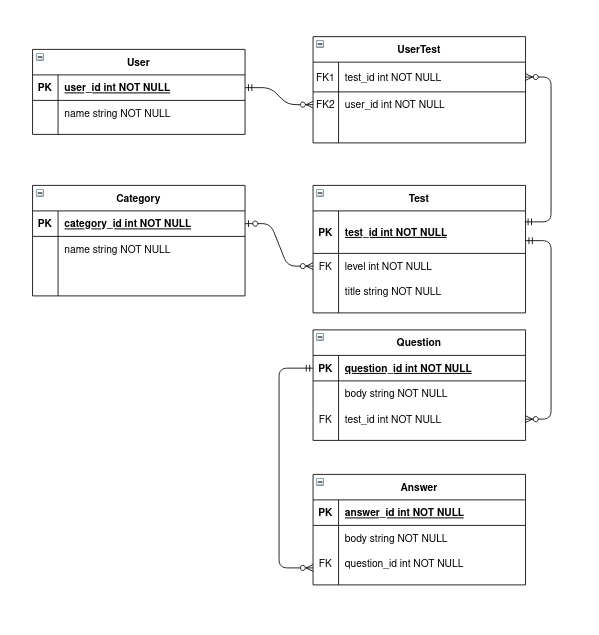 User
PK user_id int NOT NULL
name string NOT NULL
UserTest
FK1 test_id int NOT NULL
FK2 user_id int NOT NULL
Category
PK category_id int NOT NULL
name string NOT NULL
Test
PK test_id int NOT NULL
FK level int NOT NULL
title string NOT NULL
Question
PK question_id int NOT NULL
body string NOT NULL
FK test_id int NOT NULL
Answer
PK answer_id int NOT NULL
body string NOT NULL
FK question_id int NOT NULL